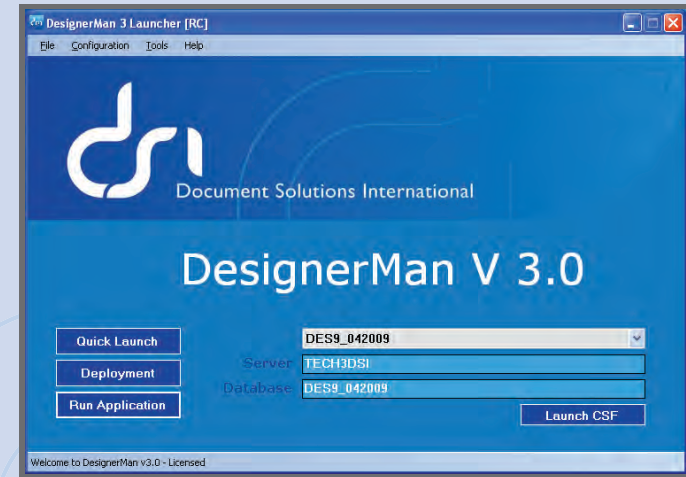 DesignerMan 3 Launcher [RC]
File Configuration Tools Help
dsi
Document Solutions International
DesignerMan V 3.0
Quick Launch
DES9_042009
Deployment
Server
TECH3DSI
Run Application
Database
DES9_042009
Launch CSF
Welcome to DesignerMan v3.0 - Licensed